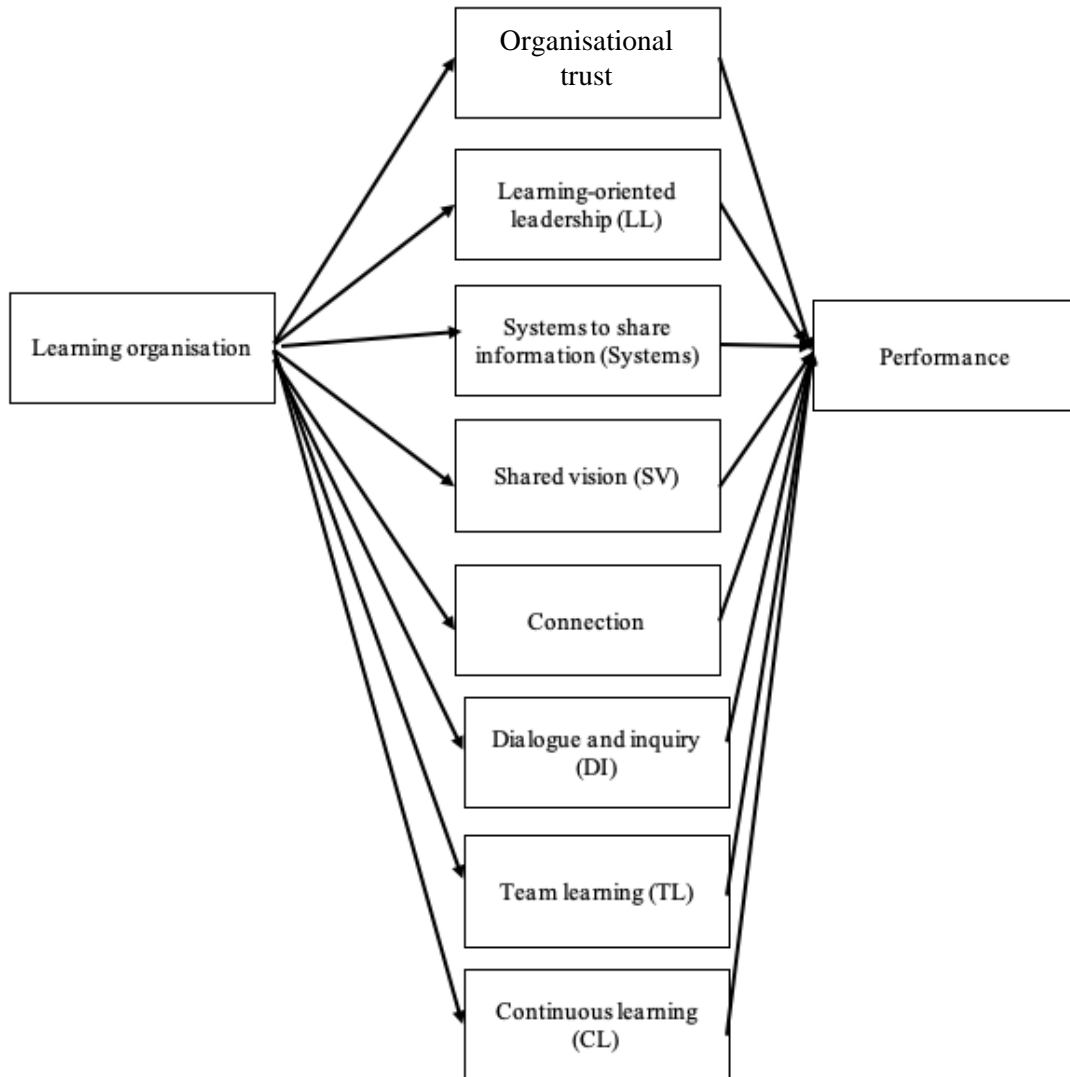 Organisational
trust
Learning-oriented
leadership (LL)
Learning organisation
Systems to share
information (Systems)
Performance
Shared vision (SV)
Connection
Dialogue and inquiry
(DI)
Team learning (TL)
Continuous learning
(CL)